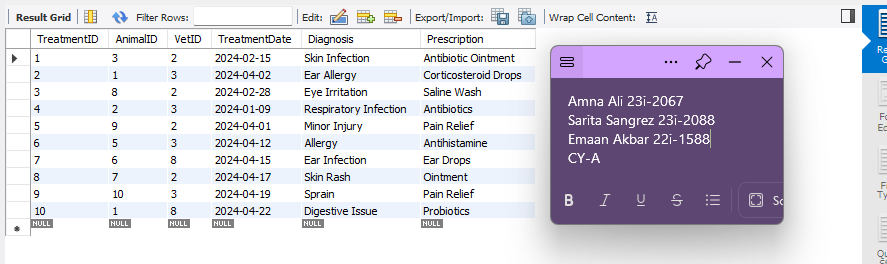 Result Grid Filter Rows: Edit: Export/Import: Wrap Cell Content:
TreatmentID AnimalID VetID TreatmentDate Diagnosis Prescription
1 3 2 2024-02-15 Skin Infection Antibiotic Ointment
2 1 3 2024-04-02 Ear Allergy Corticosteroid Drops
3 8 2 2024-02-28 Eye Irritation Saline Wash
4 2 3 2024-01-09 Respiratory Infection Antibiotics
5 9 2 2024-04-01 Minor Injury Pain Relief
6 5 3 2024-04-12 Allergy Antihistamine
7 6 8 2024-04-15 Ear Infection Ear Drops
8 7 2 2024-04-17 Skin Rash Ointment
9 10 3 2024-04-19 Sprain Pain Relief
10 1 8 2024-04-22 Digestive Issue Probiotics
NULL NULL NULL NULL NULL NULL
Amna Ali 23i-2067
Sarita Sangrez 23i-2088
Emaan Akbar 22i-1588
CY-A
B I U S